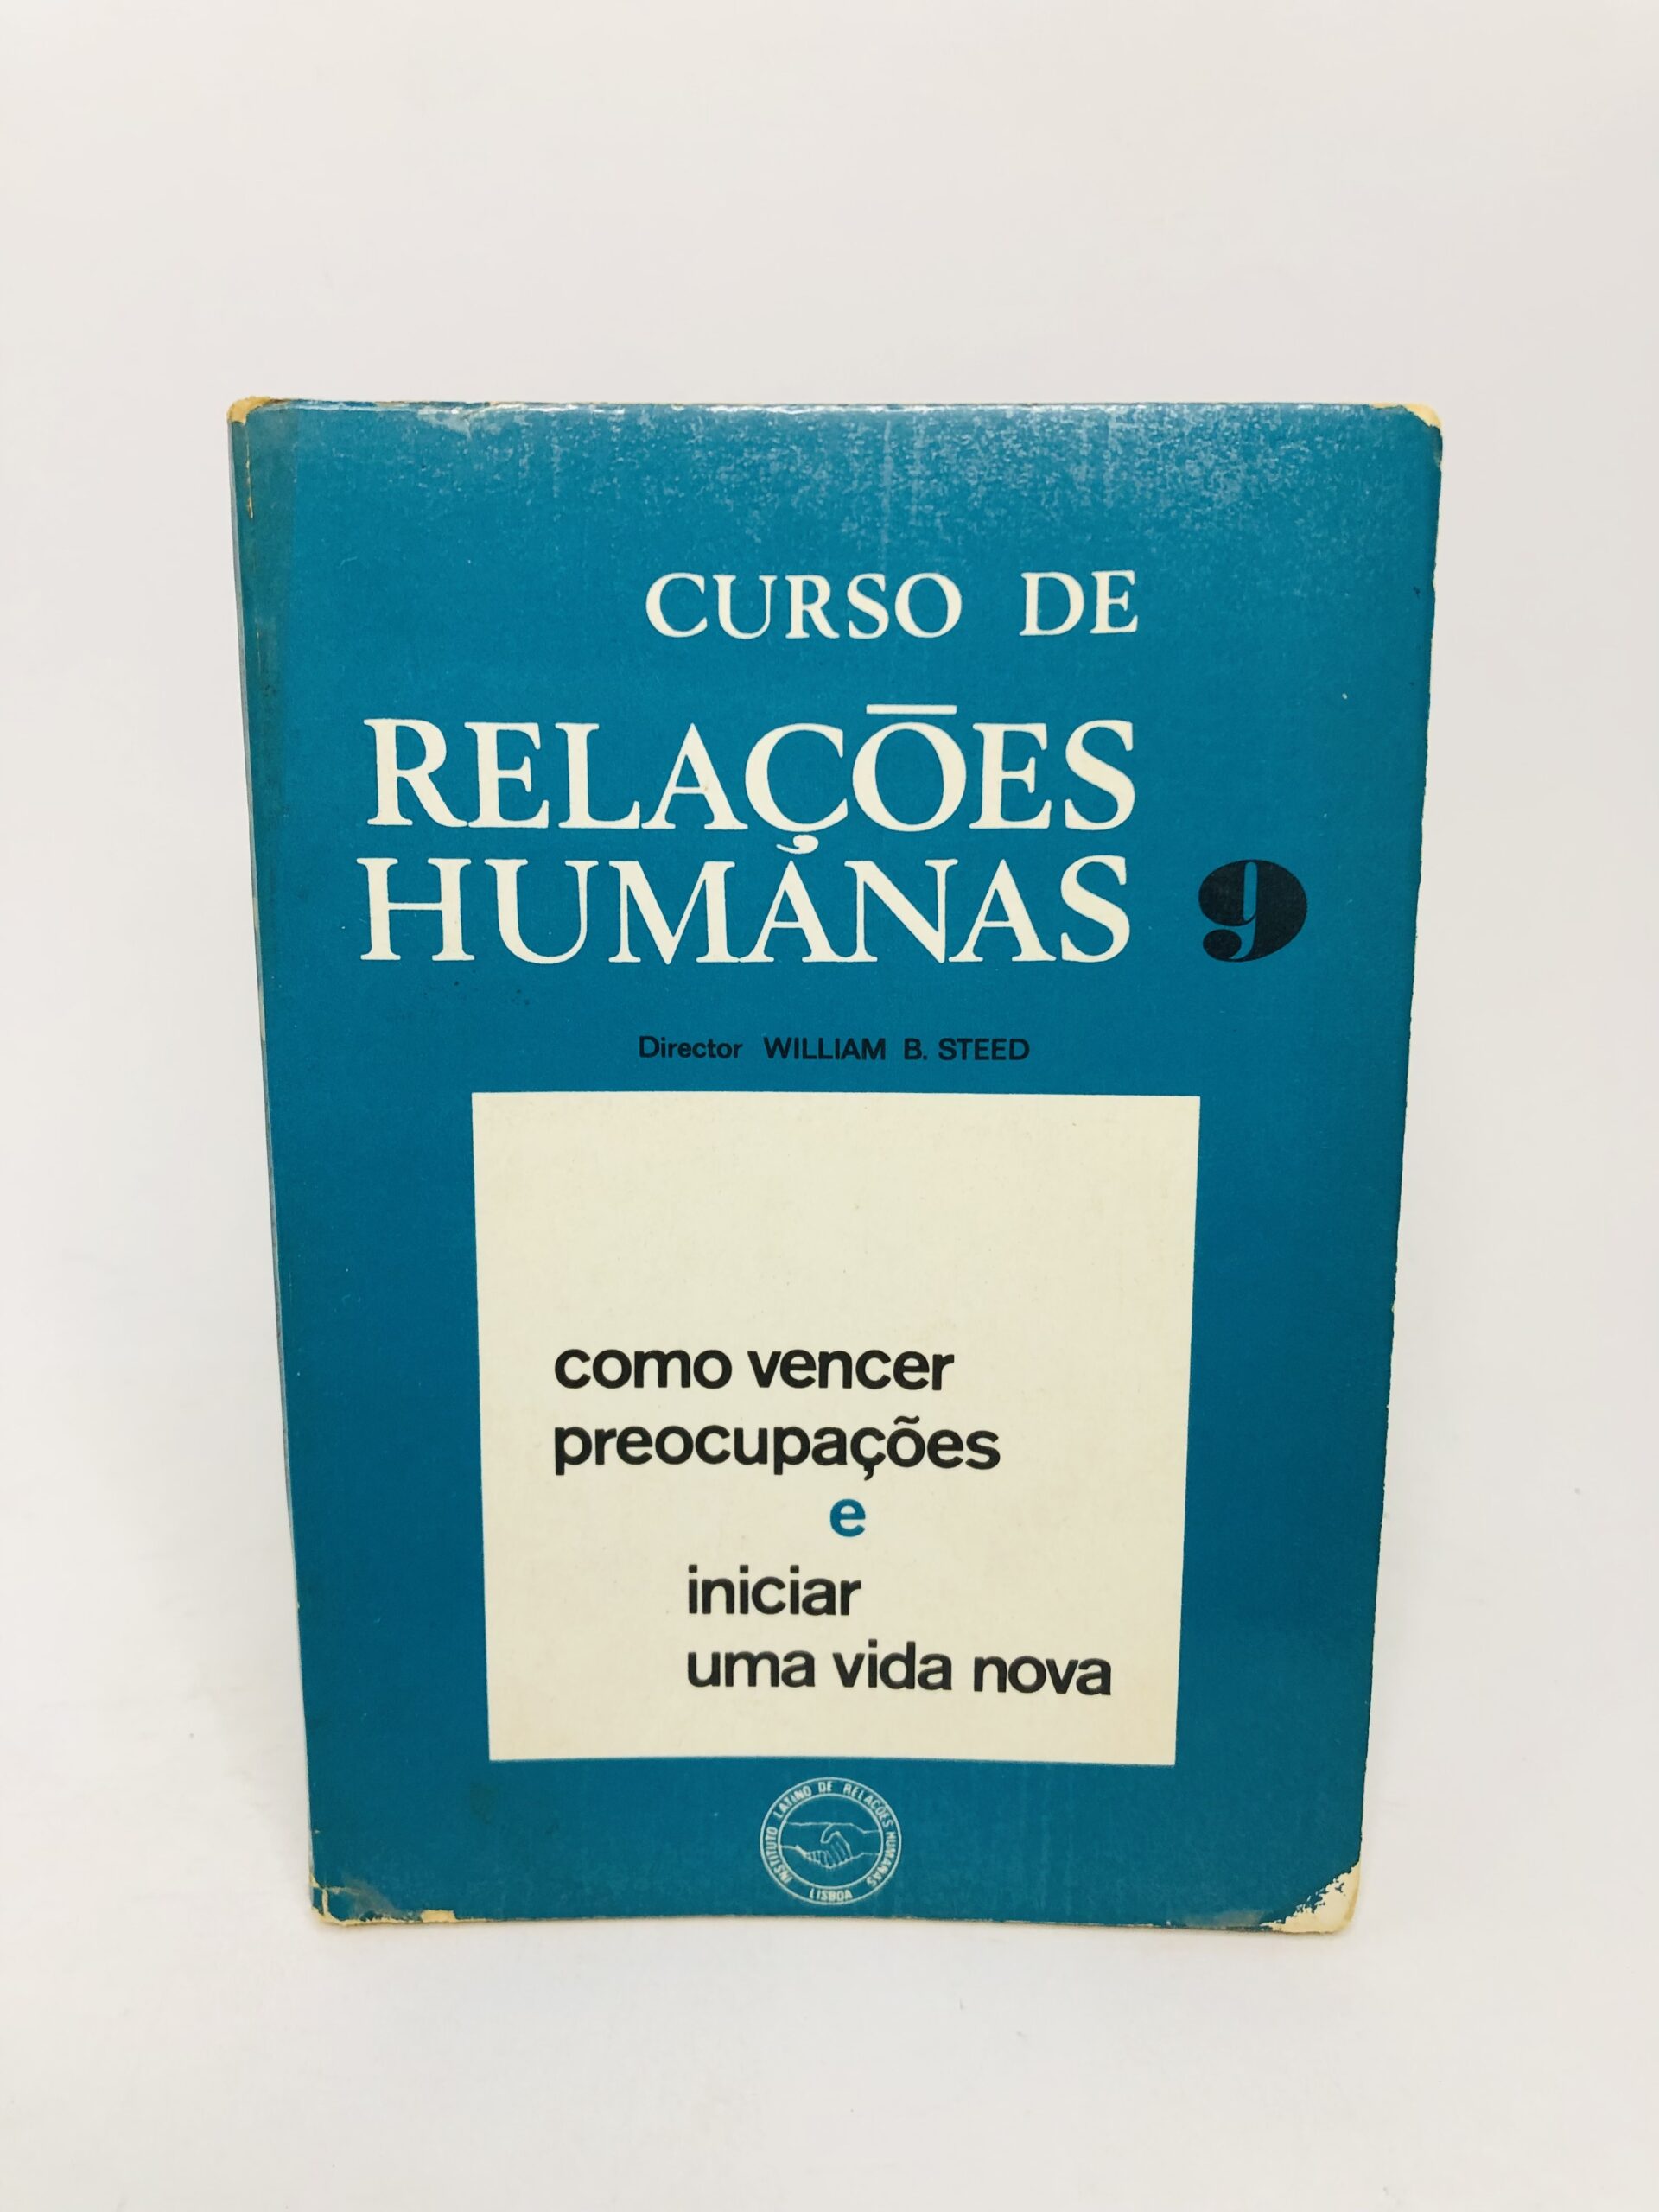 CURSO DE
RELAÇÕES
HUMANAS 9
Director WILLIAM B. STEED
como vencer
preocupações
e
iniciar
uma vida nova
INSTITUTO LATINO DE RELAÇÕES HUMANAS
LISBOA